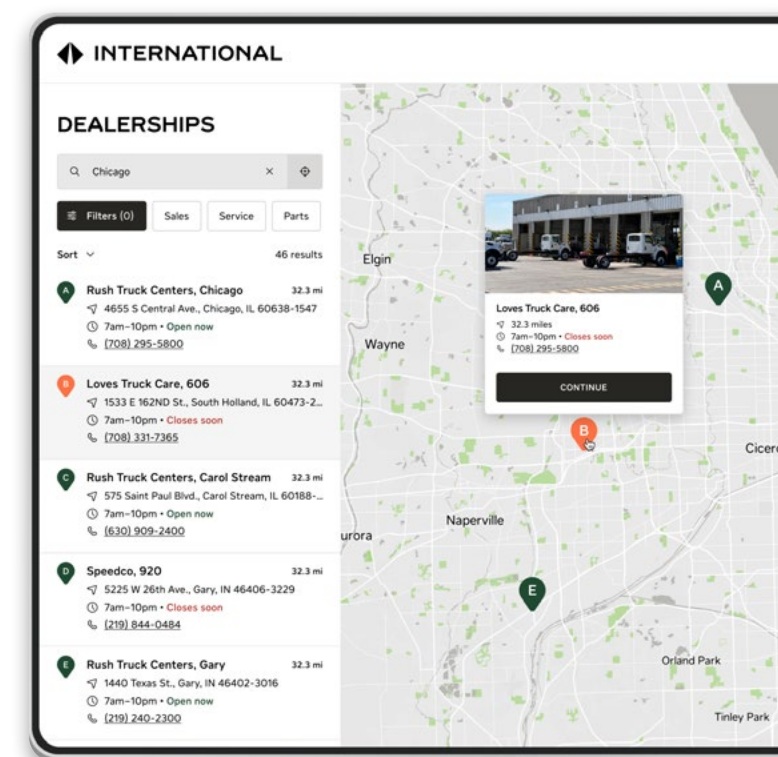 INTERNATIONAL
DEALERSHIPS
Chicago
Filters (0)
Sales
Service
Parts
Sort
46 results
A
Rush Truck Centers, Chicago
32.3 mi
4655 S Central Ave., Chicago, IL 60638-1547
7am–10pm • Open now
(708) 295-5800
B
Loves Truck Care, 606
32.3 mi
1533 E 162ND St., South Holland, IL 60473-2...
7am–10pm • Closes soon
(708) 331-7365
C
Rush Truck Centers, Carol Stream
32.3 mi
575 Saint Paul Blvd., Carol Stream, IL 60188-...
7am–10pm • Open now
(630) 909-2400
D
Speedco, 920
32.3 mi
5225 W 26th Ave., Gary, IN 46406-3229
7am–10pm • Closes soon
(219) 844-0484
E
Rush Truck Centers, Gary
32.3 mi
1440 Texas St., Gary, IN 46402-3016
7am–10pm • Open now
(219) 240-2300
Elgin
Wayne
Loves Truck Care, 606
32.3 miles
7am–10pm • Closes soon
(708) 295-5800
CONTINUE
A
B
Cicero
Naperville
urora
E
Orland Park
Tinley Park